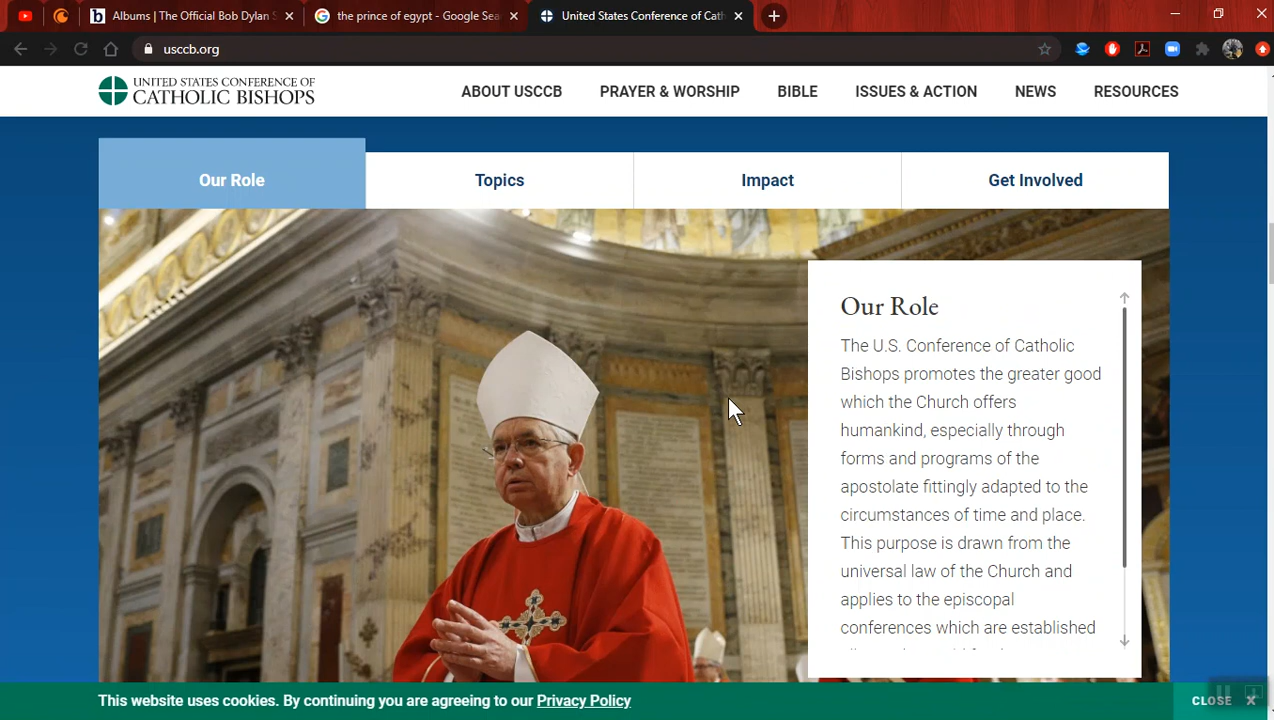 Albums | The Official Bob Dylan S
the prince of egypt - Google Sea
United States Conference of Cath
usccb.org
UNITED STATES CONFERENCE OF
CATHOLIC BISHOPS
ABOUT USCCB
PRAYER & WORSHIP
BIBLE
ISSUES & ACTION
NEWS
RESOURCES
Our Role
Topics
Impact
Get Involved
Our Role
The U.S. Conference of Catholic
Bishops promotes the greater good
which the Church offers
humankind, especially through
forms and programs of the
apostolate fittingly adapted to the
circumstances of time and place.
This purpose is drawn from the
universal law of the Church and
applies to the episcopal
conferences which are established
This website uses cookies. By continuing you are agreeing to our Privacy Policy
CLOSE X